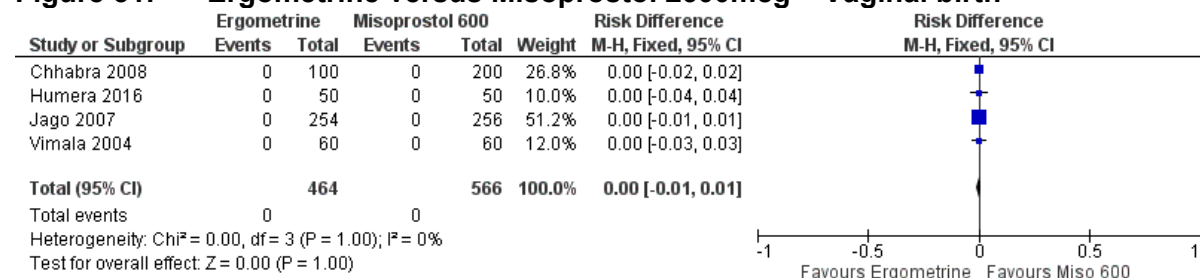 Ergometrine Misoprostol 600 Risk Difference Risk Difference
Study or Subgroup Events Total Events Total Weight M-H, Fixed, 95% CI M-H, Fixed, 95% CI
Chhabra 2008 0 100 0 200 26.8% 0.00 [-0.02, 0.02]
Humera 2016 0 50 0 50 10.0% 0.00 [-0.04, 0.04]
Jago 2007 0 254 0 256 51.2% 0.00 [-0.01, 0.01]
Vimala 2004 0 60 0 60 12.0% 0.00 [-0.03, 0.03]
Total (95% CI) 464 566 100.0% 0.00 [-0.01, 0.01]
Total events 0 0
Heterogeneity: Chi² = 0.00, df = 3 (P = 1.00); I² = 0%
Test for overall effect: Z = 0.00 (P = 1.00)
-1 -0.5 0 0.5 1
Favours Ergometrine Favours Miso 600